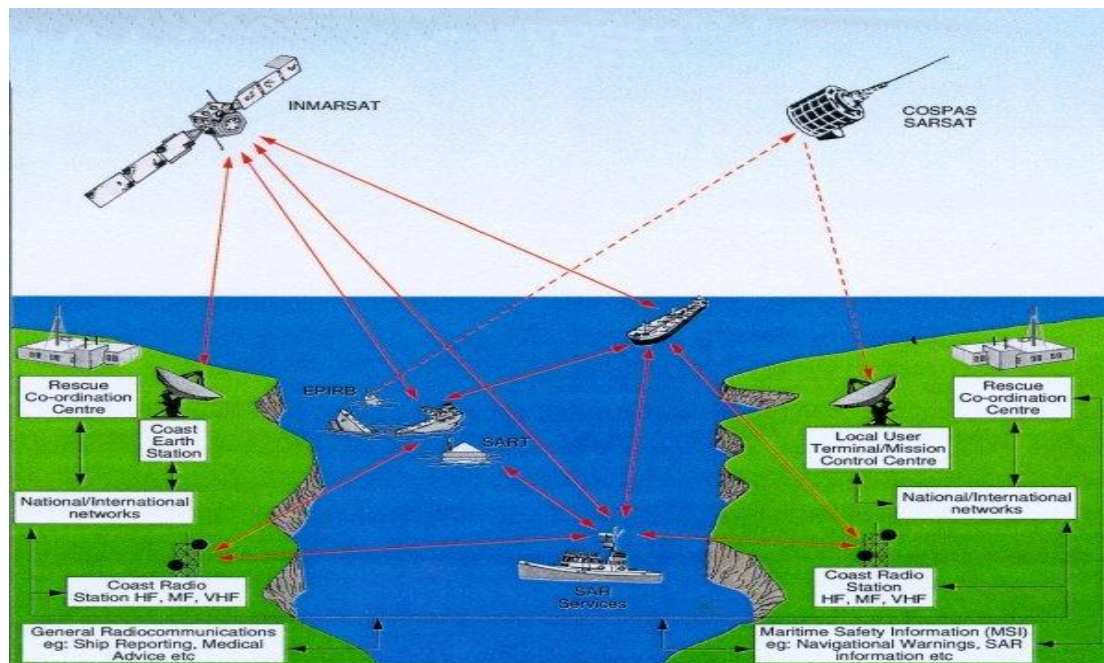 INMARSAT
COSPAS
SARSAT
Rescue
Co-ordination
Centre
Coast
Earth
Station
National/International
networks
Coast Radio
Station HF, MF, VHF
General Radiocommunications
eg: Ship Reporting, Medical
Advice etc
EPIRB
SART
SAR
Services
Rescue
Co-ordination
Centre
Local User
Terminal/Mission
Control Centre
National/International
networks
Coast Radio
Station
HF, MF, VHF
Maritime Safety Information (MSI)
eg: Navigational Warnings, SAR
information etc